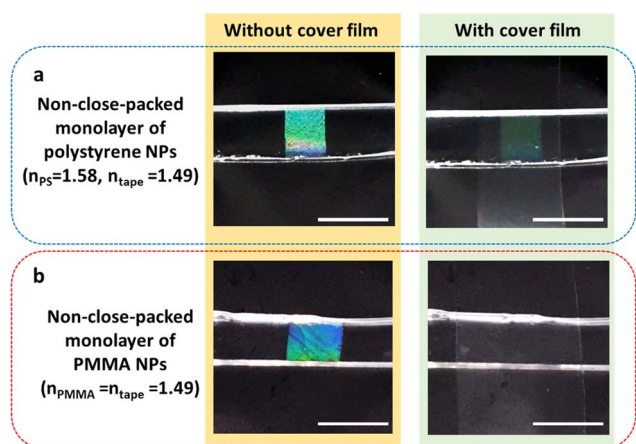 Without cover film
With cover film
a
Non-close-packed
monolayer of
polystyrene NPs
(nPS=1.58, ntape =1.49)
b
Non-close-packed
monolayer of
PMMA NPs
(nPMMA =ntape =1.49)